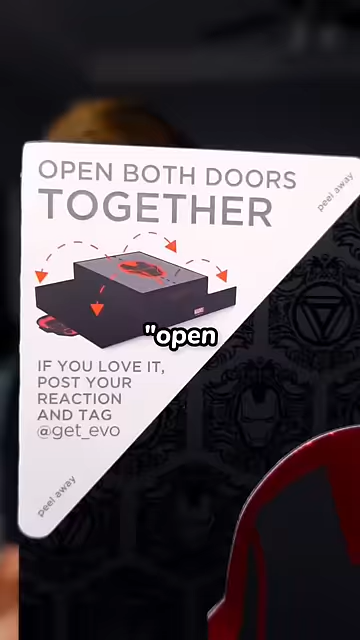 OPEN BOTH DOORS
TOGETHER
peel away
"open
IF YOU LOVE IT,
POST YOUR
REACTION
AND TAG
@get_evo
peel away